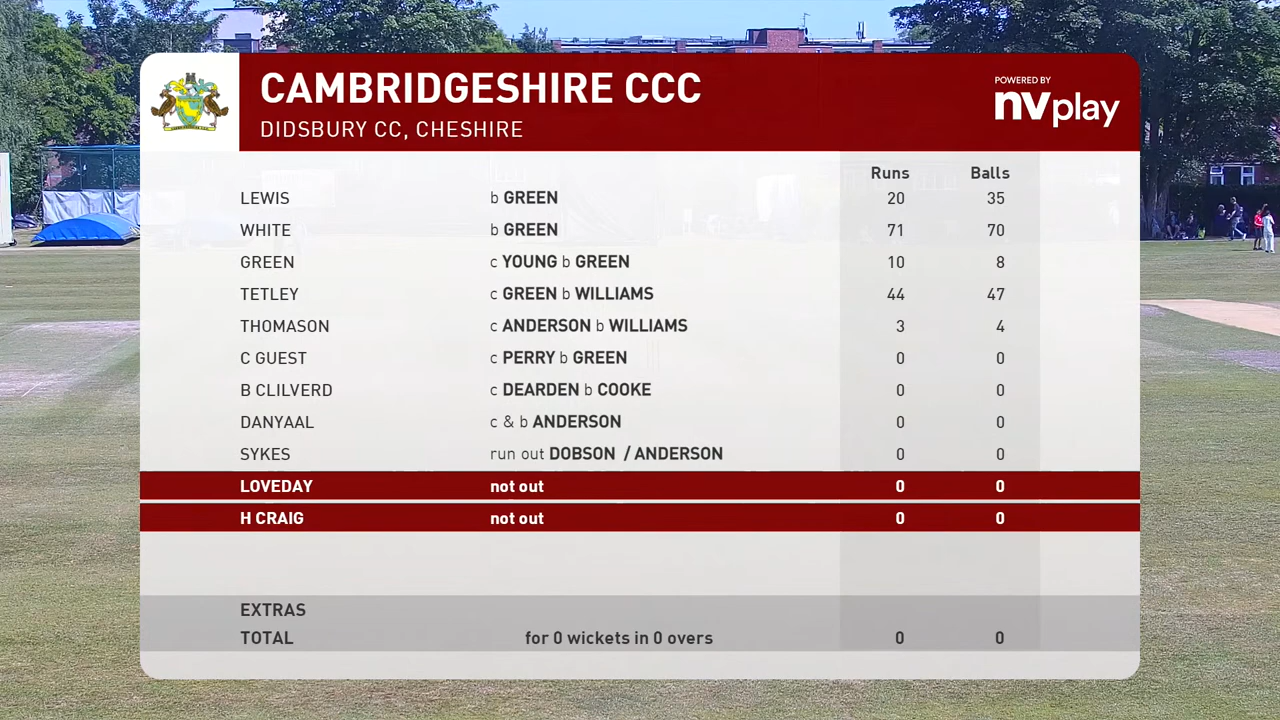 CAMBRIDGESHIRE CCC
DIDSBURY CC, CHESHIRE
POWERED BY
nvplay
Runs Balls
LEWIS b GREEN 20 35
WHITE b GREEN 71 70
GREEN c YOUNG b GREEN 10 8
TETLEY c GREEN b WILLIAMS 44 47
THOMASON c ANDERSON b WILLIAMS 3 4
C GUEST c PERRY b GREEN 0 0
B CLILVERD c DEARDEN b COOKE 0 0
DANYAAL c & b ANDERSON 0 0
SYKES run out DOBSON / ANDERSON 0 0
LOVEDAY not out 0 0
H CRAIG not out 0 0
EXTRAS
TOTAL for 0 wickets in 0 overs 0 0